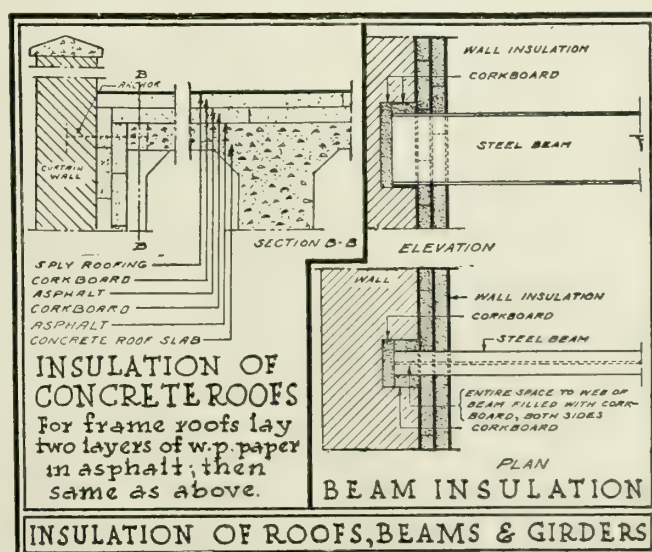 B
ANCHOR
CURTAIN
WALL
B
SECTION B-B
5 PLY ROOFING
CORKBOARD
ASPHALT
CORKBOARD
ASPHALT
CONCRETE ROOF SLAB
INSULATION OF
CONCRETE ROOFS
For frame roofs lay
two layers of w.p. paper
in asphalt; then
same as above.
WALL INSULATION
CORKBOARD
STEEL BEAM
ELEVATION
WALL
WALL INSULATION
CORKBOARD
STEEL BEAM
ENTIRE SPACE TO WEB OF
BEAM FILLED WITH CORK-
BOARD, BOTH SIDES
CORKBOARD
PLAN
BEAM INSULATION
INSULATION OF ROOFS, BEAMS & GIRDERS